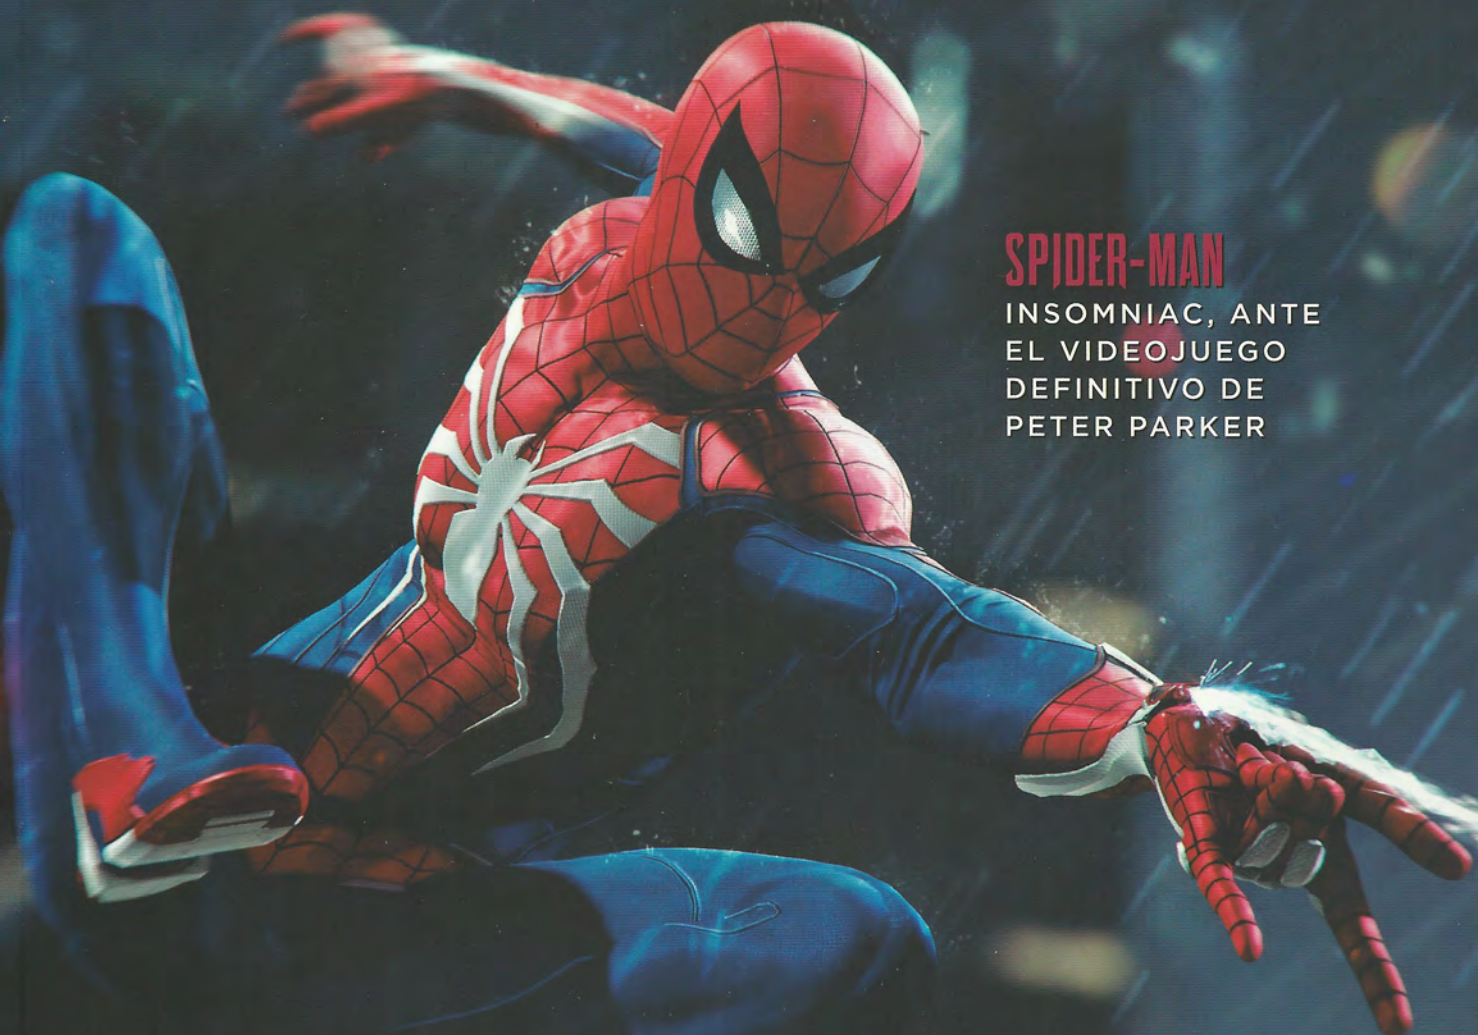 SPIDER-MAN
INSOMNIAC, ANTE
EL VIDEOJUEGO
DEFINITIVO DE
PETER PARKER